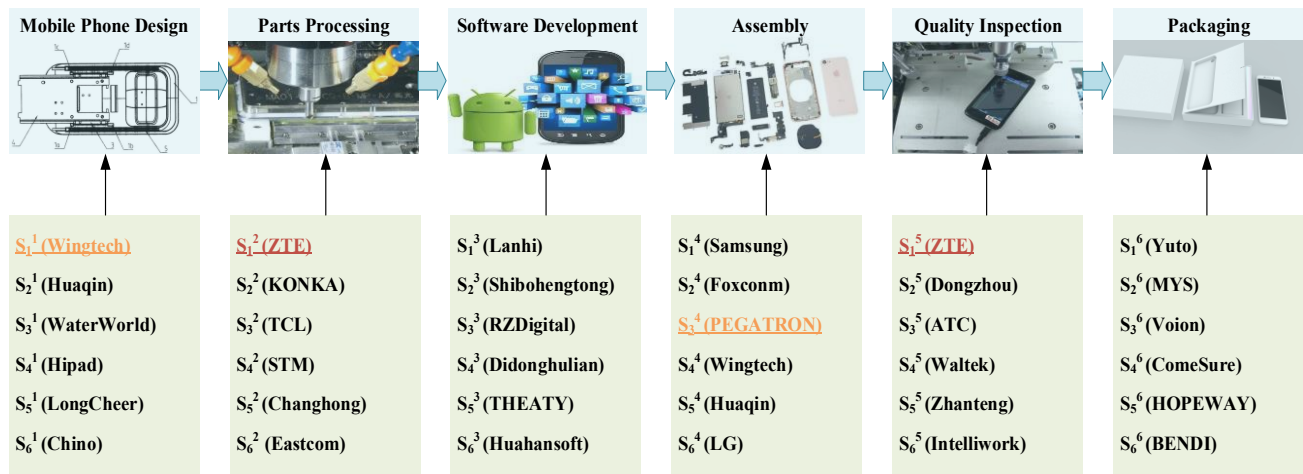 Mobile Phone Design
Parts Processing
Software Development
Assembly
Quality Inspection
Packaging
S₁¹ (Wingtech)
S₂¹ (Huaqin)
S₃¹ (WaterWorld)
S₄¹ (Hipad)
S₅¹ (LongCheer)
S₆¹ (Chino)
S₁² (ZTE)
S₂² (KONKA)
S₃² (TCL)
S₄² (STM)
S₅² (Changhong)
S₆² (Eastcom)
S₁³ (Lanhi)
S₂³ (Shibohengtong)
S₃³ (RZDigital)
S₄³ (Didonghulian)
S₅³ (THEATY)
S₆³ (Huahansoft)
S₁⁴ (Samsung)
S₂⁴ (Foxconm)
S₃⁴ (PEGATRON)
S₄⁴ (Wingtech)
S₅⁴ (Huaqin)
S₆⁴ (LG)
S₁⁵ (ZTE)
S₂⁵ (Dongzhou)
S₃⁵ (ATC)
S₄⁵ (Waltek)
S₅⁵ (Zhanteng)
S₆⁵ (Intelliwork)
S₁⁶ (Yuto)
S₂⁶ (MYS)
S₃⁶ (Voion)
S₄⁶ (ComeSure)
S₅⁶ (HOPEWAY)
S₆⁶ (BENDI)